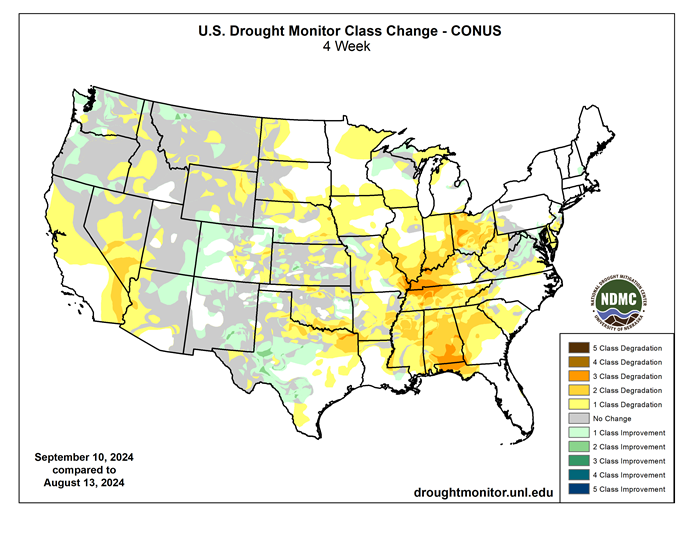 U.S. Drought Monitor Class Change - CONUS
4 Week
NATIONAL DROUGHT MITIGATION CENTER
NDMC
UNIVERSITY OF NEBRASKA
5 Class Degradation
4 Class Degradation
3 Class Degradation
2 Class Degradation
1 Class Degradation
No Change
1 Class Improvement
2 Class Improvement
3 Class Improvement
4 Class Improvement
5 Class Improvement
September 10, 2024
compared to
August 13, 2024
droughtmonitor.unl.edu